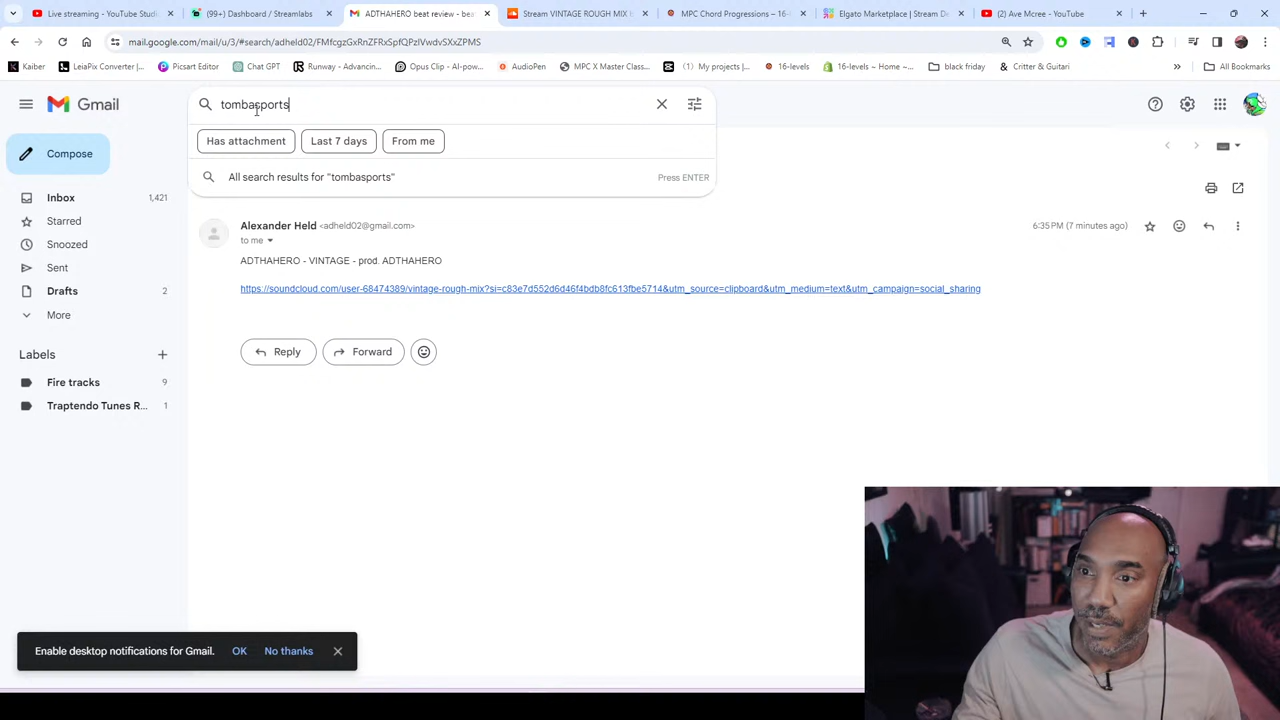 Live streaming - YouTube Studio
(99+) Dashboard | Streamlabs
ADTHAHERO beat review - bea
Stream VINTAGE ROUGH MIX b
MPC Chord Progressions – 16-
Elgato Marketplace | Stream De
(2) Ave Mcree - YouTube
mail.google.com/mail/u/3/#search/adheld02/FMfcgzGxRnZFRxSpfQPzlVwdvSXxZPMS
Kaiber
LeiaPix Converter |...
Picsart Editor
Chat GPT
Runway - Advancin...
Opus Clip - AI-pow...
AudioPen
MPC X Master Class...
(1) My projects |...
16-levels
16-levels ~ Home ~...
black friday
& Critter & Guitari
All Bookmarks
Gmail
tombasports
Has attachment
Last 7 days
From me
All search results for "tombasports"
Press ENTER
Compose
Inbox 1,421
Starred
Snoozed
Sent
Drafts 2
More
Labels
Fire tracks 9
Traptendo Tunes R... 1
Alexander Held <adheld02@gmail.com>
6:35 PM (7 minutes ago)
to me
ADTHAHERO - VINTAGE - prod. ADTHAHERO
https://soundcloud.com/user-68474389/vintage-rough-mix?si=c83e7d552d6d46f4bdb8fc613fbe5714&utm_source=clipboard&utm_medium=text&utm_campaign=social_sharing
Reply
Forward
Enable desktop notifications for Gmail.
OK
No thanks